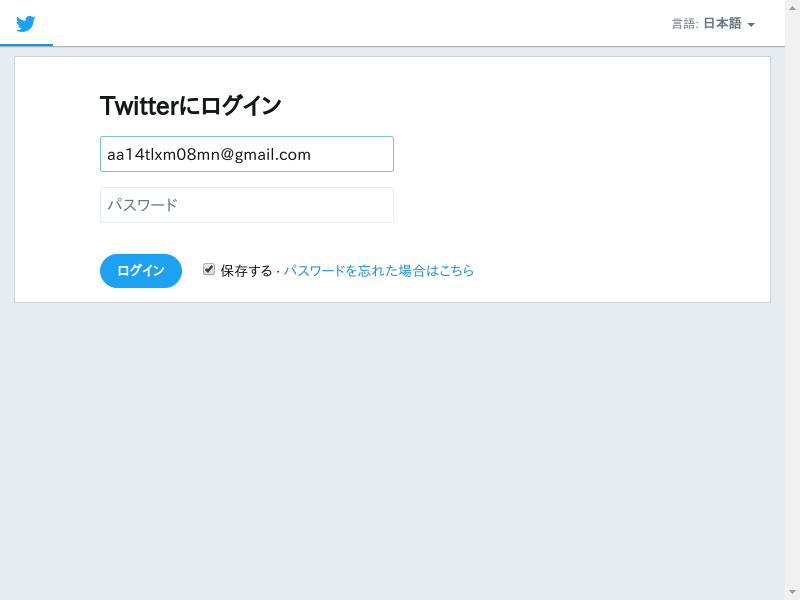 言語: 日本語
Twitterにログイン
aa14tlxm08mn@gmail.com
パスワード
ログイン 保存する · パスワードを忘れた場合はこちら